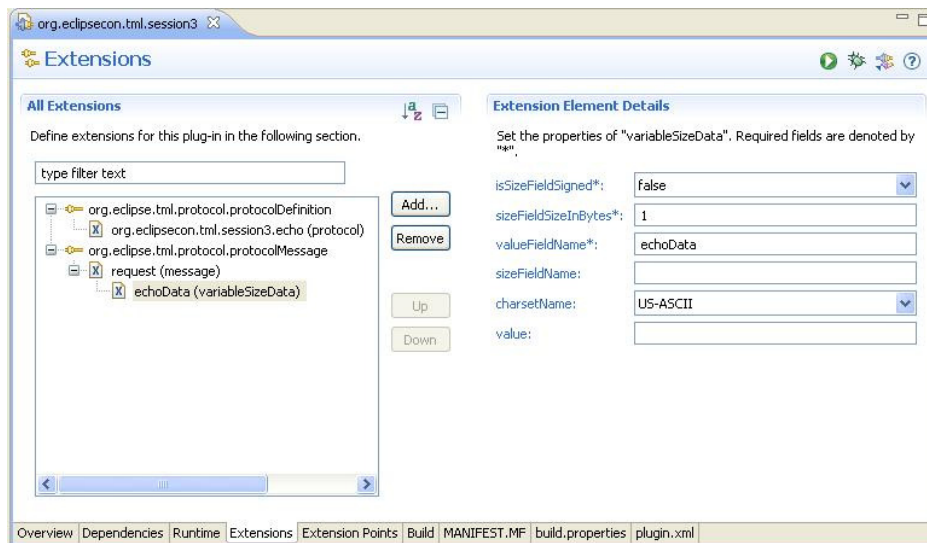 org.eclipsecon.tml.session3
Extensions
All Extensions
Define extensions for this plug-in in the following section.
type filter text
org.eclipse.tml.protocol.protocolDefinition
org.eclipsecon.tml.session3.echo (protocol)
org.eclipse.tml.protocol.protocolMessage
request (message)
echoData (variableSizeData)
Add...
Remove
Up
Down
Extension Element Details
Set the properties of "variableSizeData". Required fields are denoted by
"*".
isSizeFieldSigned*: false
sizeFieldSizeInBytes*: 1
valueFieldName*: echoData
sizeFieldName:
charsetName: US-ASCII
value:
Overview Dependencies Runtime Extensions Extension Points Build MANIFEST.MF build.properties plugin.xml